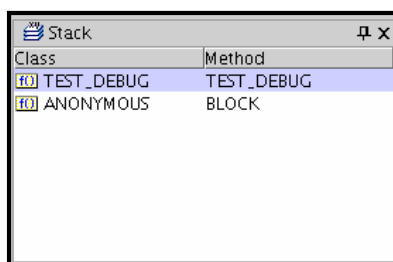 Stack
Class Method
f() TEST_DEBUG TEST_DEBUG
f() ANONYMOUS BLOCK